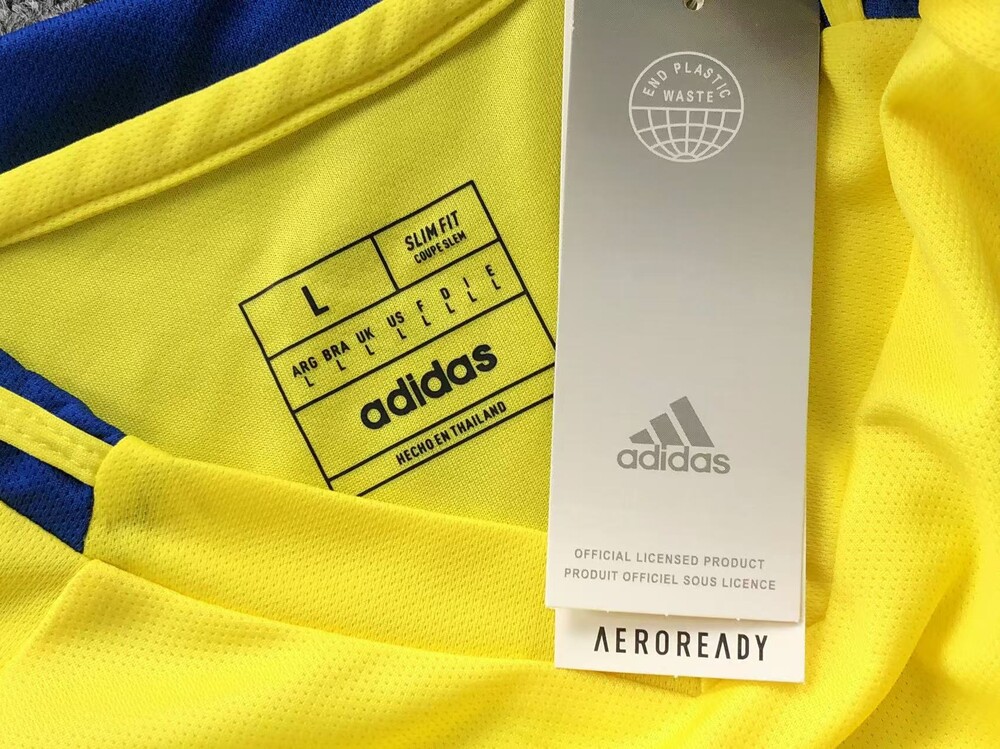 L
SLIM FIT
COUPE SLEM
ARG BRA UK US F D I E
L L L L L L L L
adidas
HECHO EN THAILAND
END PLASTIC
WASTE
adidas
OFFICIAL LICENSED PRODUCT
PRODUIT OFFICIEL SOUS LICENCE
AEROREADY